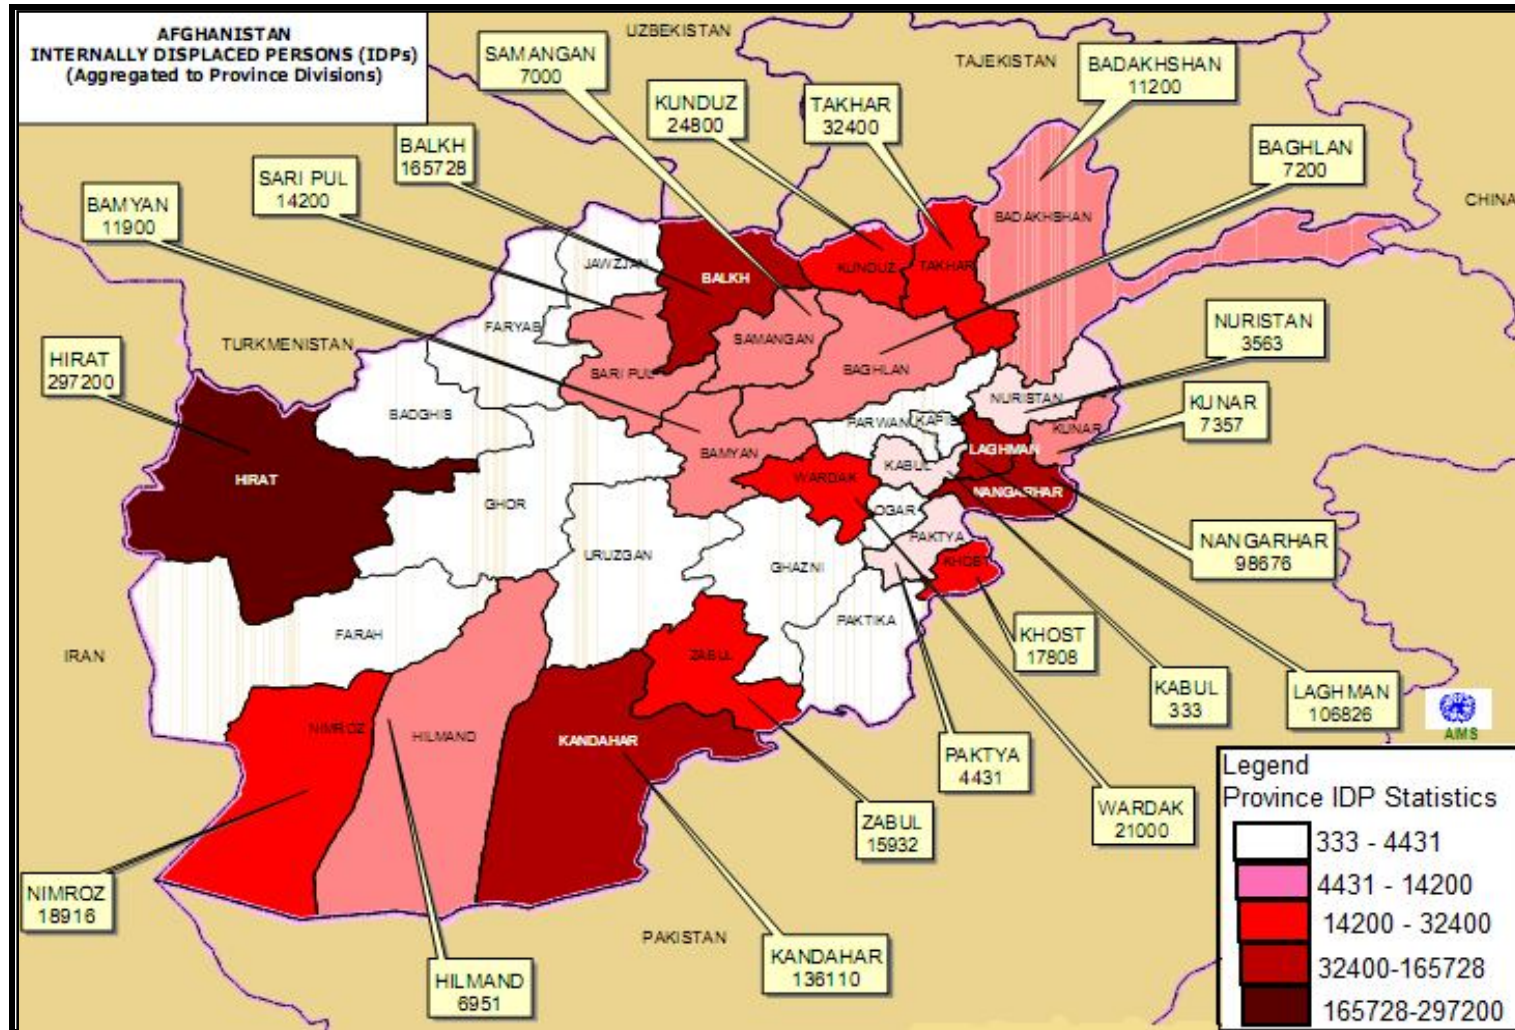 AFGHANISTAN
INTERNALLY DISPLACED PERSONS (IDPs)
(Aggregated to Province Divisions)
UZBEKISTAN
TAJEKISTAN
CHINA
TURKMENISTAN
IRAN
PAKISTAN
SAMANGAN
7000
KUNDUZ
24800
TAKHAR
32400
BADAKHSHAN
11200
BALKH
165728
BAGHLAN
7200
SARI PUL
14200
BAMYAN
11900
HIRAT
297200
NURISTAN
3563
KUNAR
7357
NANGARHAR
98676
KHOST
17808
KABUL
333
LAGHMAN
106826
PAKTYA
4431
WARDAK
21000
ZABUL
15932
KANDAHAR
136110
HILMAND
6951
NIMROZ
18916
JAWZJAN
BALKH
KUNDUZ
TAKHAR
BADAKHSHAN
FARYAB
SAMANGAN
SARI PUL
BAGHLAN
BADGHIS
NURISTAN
PARWAN
KAPIS
KUNAR
LAGHMAN
BAMYAN
KABUL
WARDAK
HIRAT
NANGARHAR
GHOR
OGAR
PAKTYA
URUZGAN
GHAZNI
KHOST
PAKTIKA
FARAH
ZABUL
NIMROZ
HILMAND
KANDAHAR
AIMS
Legend
Province IDP Statistics
333 - 4431
4431 - 14200
14200 - 32400
32400-165728
165728-297200